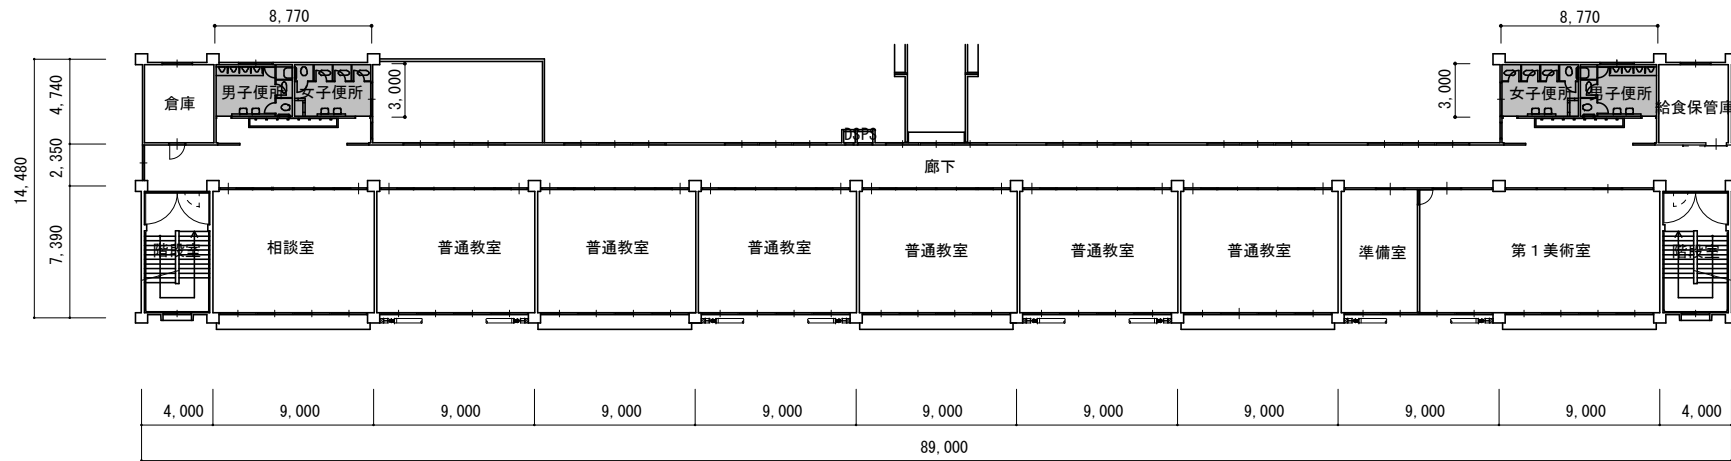 8,770
8,770
14,480
4,740
2,350
7,390
倉庫
男子便所
女子便所
3,000
DSPS
3,000
女子便所
男子便所
給食保管庫
廊下
階段室
相談室
普通教室
普通教室
普通教室
普通教室
普通教室
普通教室
準備室
第1美術室
階段室
4,000
9,000
9,000
9,000
9,000
9,000
9,000
9,000
9,000
9,000
4,000
89,000